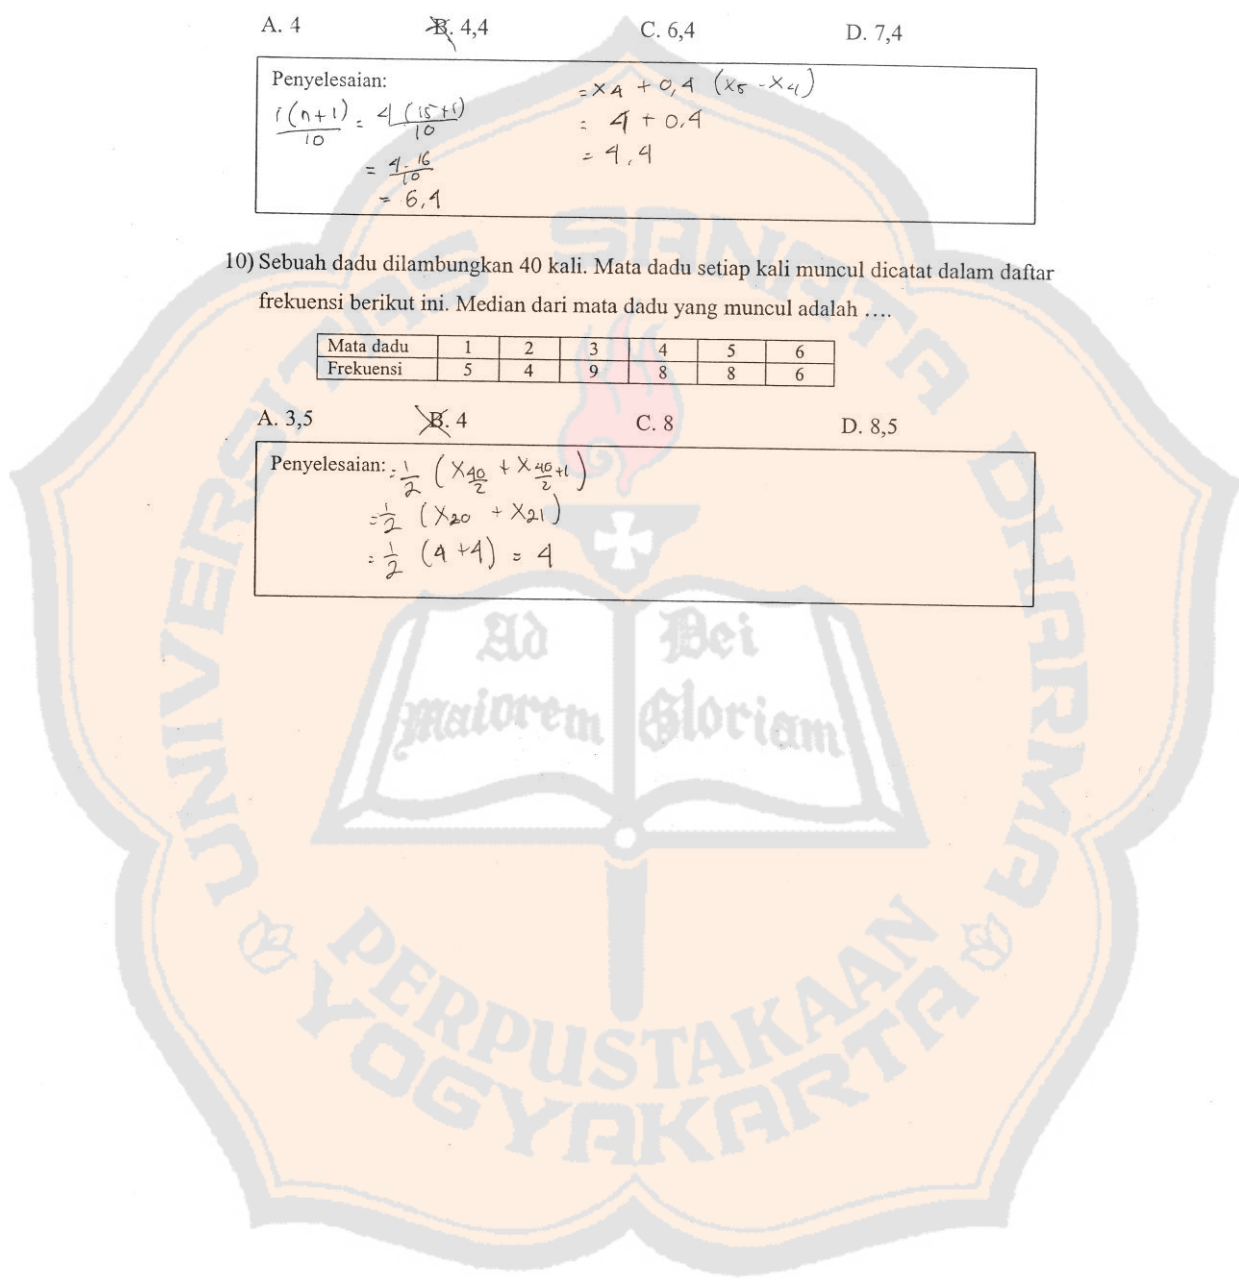 A. 4 B. 4,4 C. 6,4 D. 7,4
Penyelesaian:
i(n+1)/10 = 4(15+1)/10
= 4.16/10
= 6,4
= x4 + 0,4 (x5 - x4)
= 4 + 0,4
= 4,4
10) Sebuah dadu dilambungkan 40 kali. Mata dadu setiap kali muncul dicatat dalam daftar
frekuensi berikut ini. Median dari mata dadu yang muncul adalah ….
Mata dadu 1 2 3 4 5 6
Frekuensi 5 4 9 8 8 6
A. 3,5 B. 4 C. 8 D. 8,5
Penyelesaian: = 1/2 (X40/2 + X40/2+1)
= 1/2 (X20 + X21)
= 1/2 (4+4) = 4
UNIVERSITAS SANATA DHARMA
Ad Dei
maiorem Gloriam
PERPUSTAKAAN
YOGYAKARTA